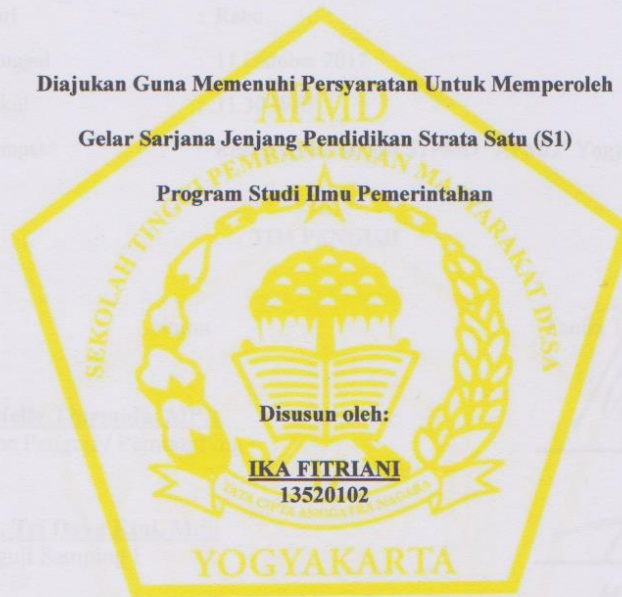 Diajukan Guna Memenuhi Persyaratan Untuk Memperoleh
APMD
Gelar Sarjana Jenjang Pendidikan Strata Satu (S1)
SEKOLAH TINGGI PEMBANGUNAN MASYARAKAT DESA
Program Studi Ilmu Pemerintahan
Disusun oleh:
IKA FITRIANI
13520102
YOGYAKARTA